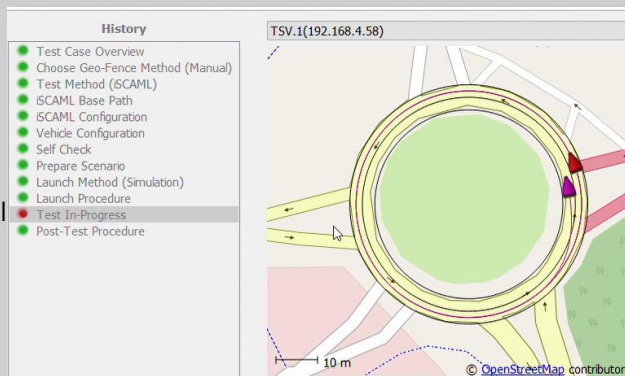 History
Test Case Overview
Choose Geo-Fence Method (Manual)
Test Method (iSCAML)
iSCAML Base Path
iSCAML Configuration
Vehicle Configuration
Self Check
Prepare Scenario
Launch Method (Simulation)
Launch Procedure
Test In-Progress
Post-Test Procedure
TSV.1(192.168.4.58)
10 m
© OpenStreetMap contributor